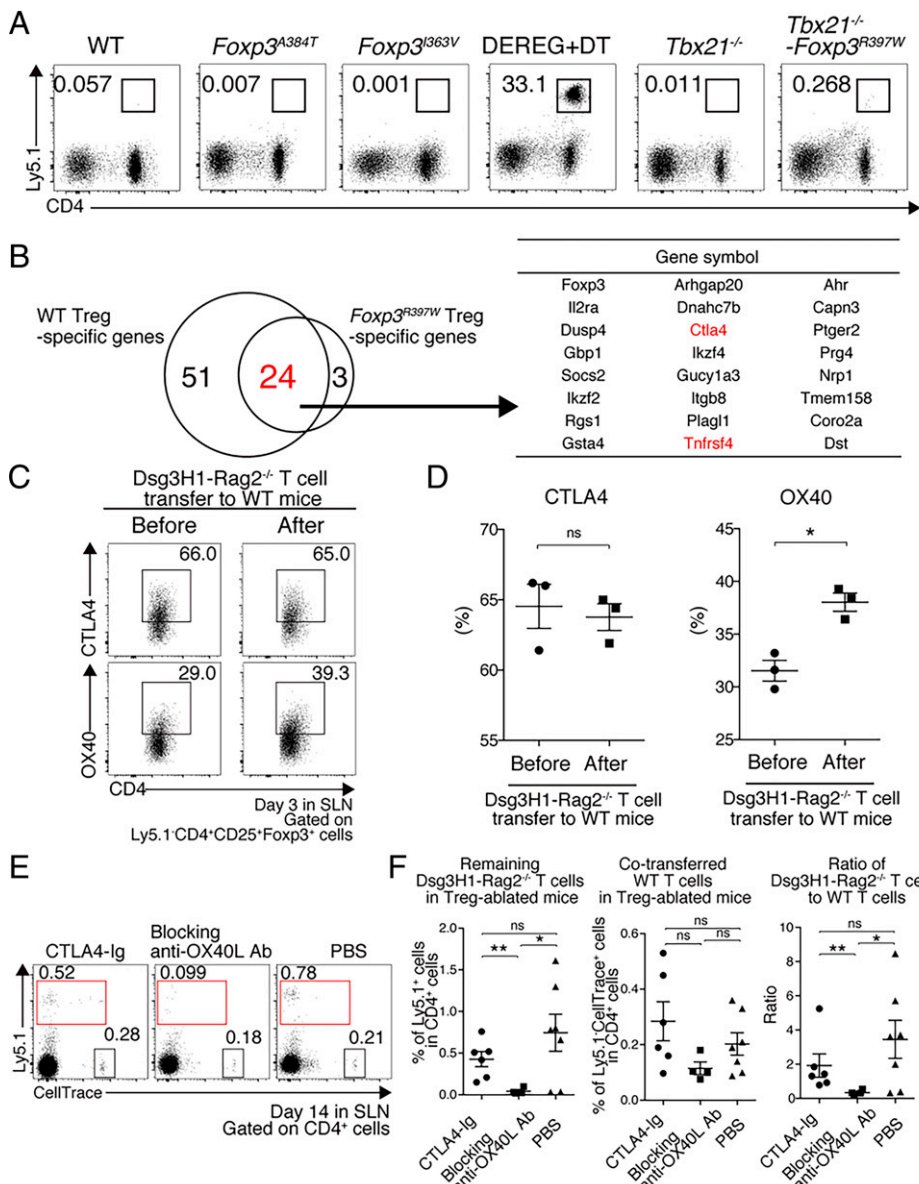 A
WT
Foxp3A384T
Foxp3I363V
DEREG+DT
Tbx21-/-
Tbx21-/-
-Foxp3R397W
0.057
0.007
0.001
33.1
0.011
0.268
Ly5.1
CD4
B
WT Treg
-specific genes
Foxp3R397W Treg
-specific genes
51
24
3
Gene symbol
Foxp3 Arhgap20 Ahr
Il2ra Dnahc7b Capn3
Dusp4 Ctla4 Ptger2
Gbp1 Ikzf4 Prg4
Socs2 Gucy1a3 Nrp1
Ikzf2 Itgb8 Tmem158
Rgs1 Plagl1 Coro2a
Gsta4 Tnfrsf4 Dst
C
Dsg3H1-Rag2-/- T cell
transfer to WT mice
Before
After
66.0
65.0
CTLA4
29.0
39.3
OX40
CD4
Day 3 in SLN
Gated on
Ly5.1-CD4+CD25+Foxp3+ cells
D
CTLA4
70
65
60
55
(%)
ns
Before After
Dsg3H1-Rag2-/- T cell
transfer to WT mice
OX40
45
40
35
30
25
(%)
*
Before After
Dsg3H1-Rag2-/- T cell
transfer to WT mice
E
CTLA4-Ig
Blocking
anti-OX40L Ab
PBS
0.52
0.099
0.78
0.28
0.18
0.21
Ly5.1
CellTrace
Day 14 in SLN
Gated on CD4+ cells
F
Remaining
Dsg3H1-Rag2-/- T cells
in Treg-ablated mice
ns
**
*
2.0
1.5
1.0
0.5
0.0
% of Ly5.1+ cells
in CD4+ cells
CTLA4-Ig
Blocking
anti-OX40L Ab
PBS
Co-transferred
WT T cells
in Treg-ablated mice
ns
ns
ns
0.6
0.4
0.2
0.0
% of Ly5.1-CellTrace+ cells
in CD4+ cells
CTLA4-Ig
Blocking
anti-OX40L Ab
PBS
Ratio of
Dsg3H1-Rag2-/- T cells
to WT T cells
ns
**
*
10
8
6
4
2
0
Ratio
CTLA4-Ig
Blocking
anti-OX40L Ab
PBS